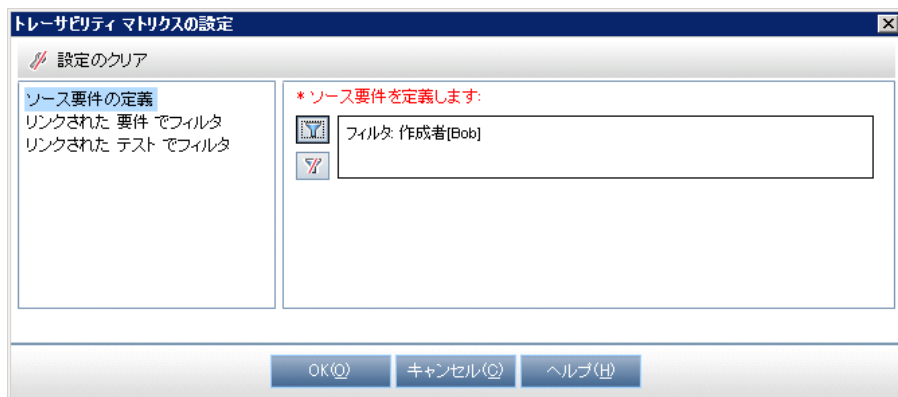 トレーサビリティ マトリクスの設定
設定のクリア
ソース要件の定義
リンクされた 要件 でフィルタ
リンクされた テスト でフィルタ
* ソース要件を定義します:
フィルタ: 作成者[Bob]
OK(O)
キャンセル(C)
ヘルプ(H)